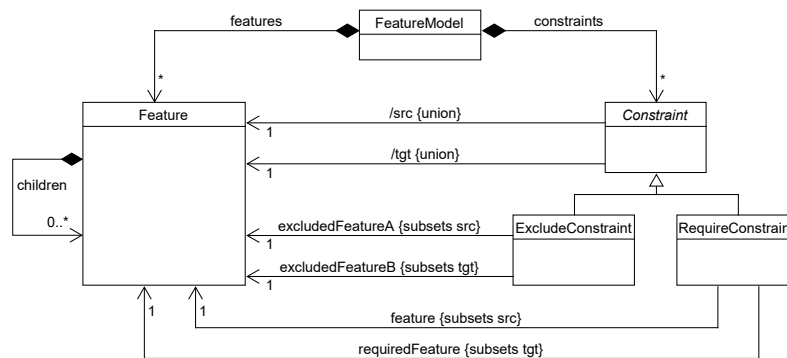 features
FeatureModel
constraints
*
*
Feature
/src {union}
1
Constraint
/tgt {union}
1
children
0..*
excludedFeatureA {subsets src}
1
ExcludeConstraint
RequireConstraint
excludedFeatureB {subsets tgt}
1
1
1
feature {subsets src}
requiredFeature {subsets tgt}